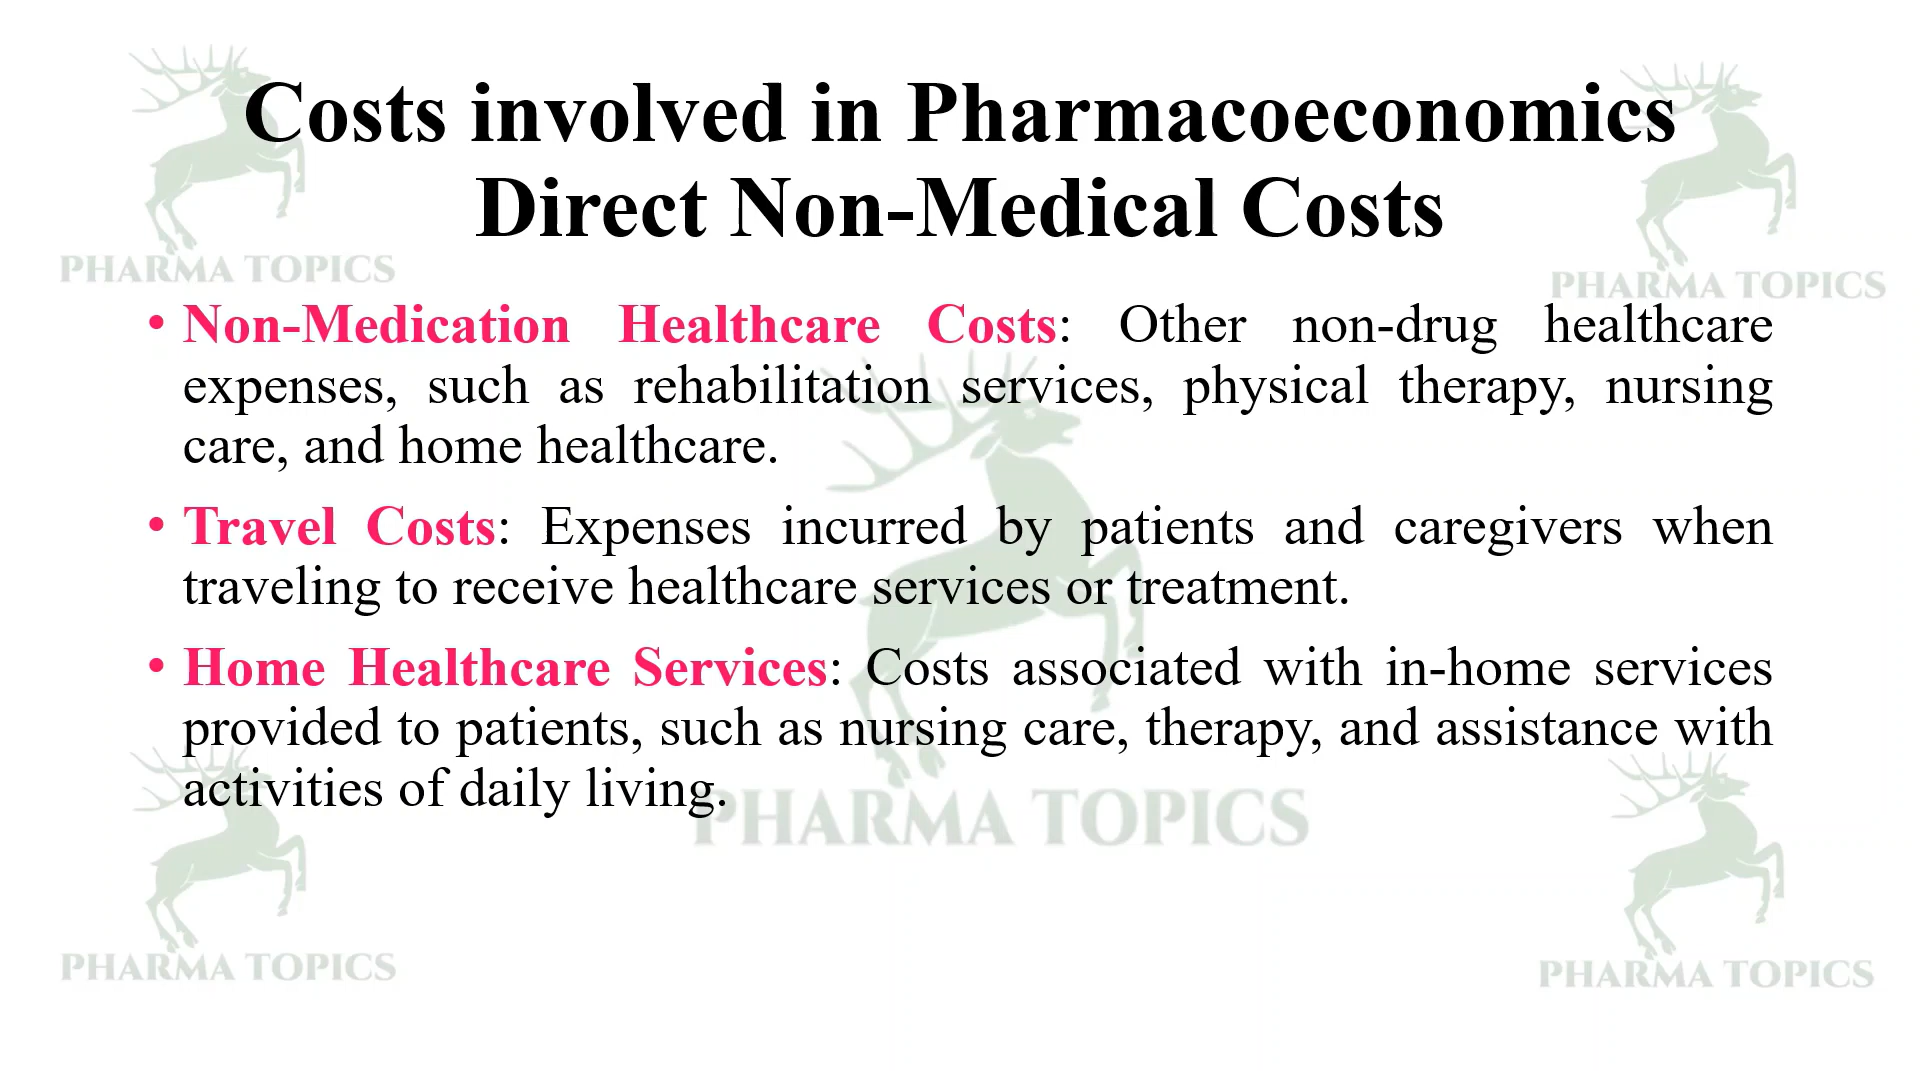 Costs involved in Pharmacoeconomics
Direct Non-Medical Costs
PHARMA TOPICS
PHARMA TOPICS
• Non-Medication Healthcare Costs: Other non-drug healthcare
expenses, such as rehabilitation services, physical therapy, nursing
care, and home healthcare.
• Travel Costs: Expenses incurred by patients and caregivers when
traveling to receive healthcare services or treatment.
• Home Healthcare Services: Costs associated with in-home services
provided to patients, such as nursing care, therapy, and assistance with
activities of daily living.
PHARMA TOPICS
PHARMA TOPICS
PHARMA TOPICS